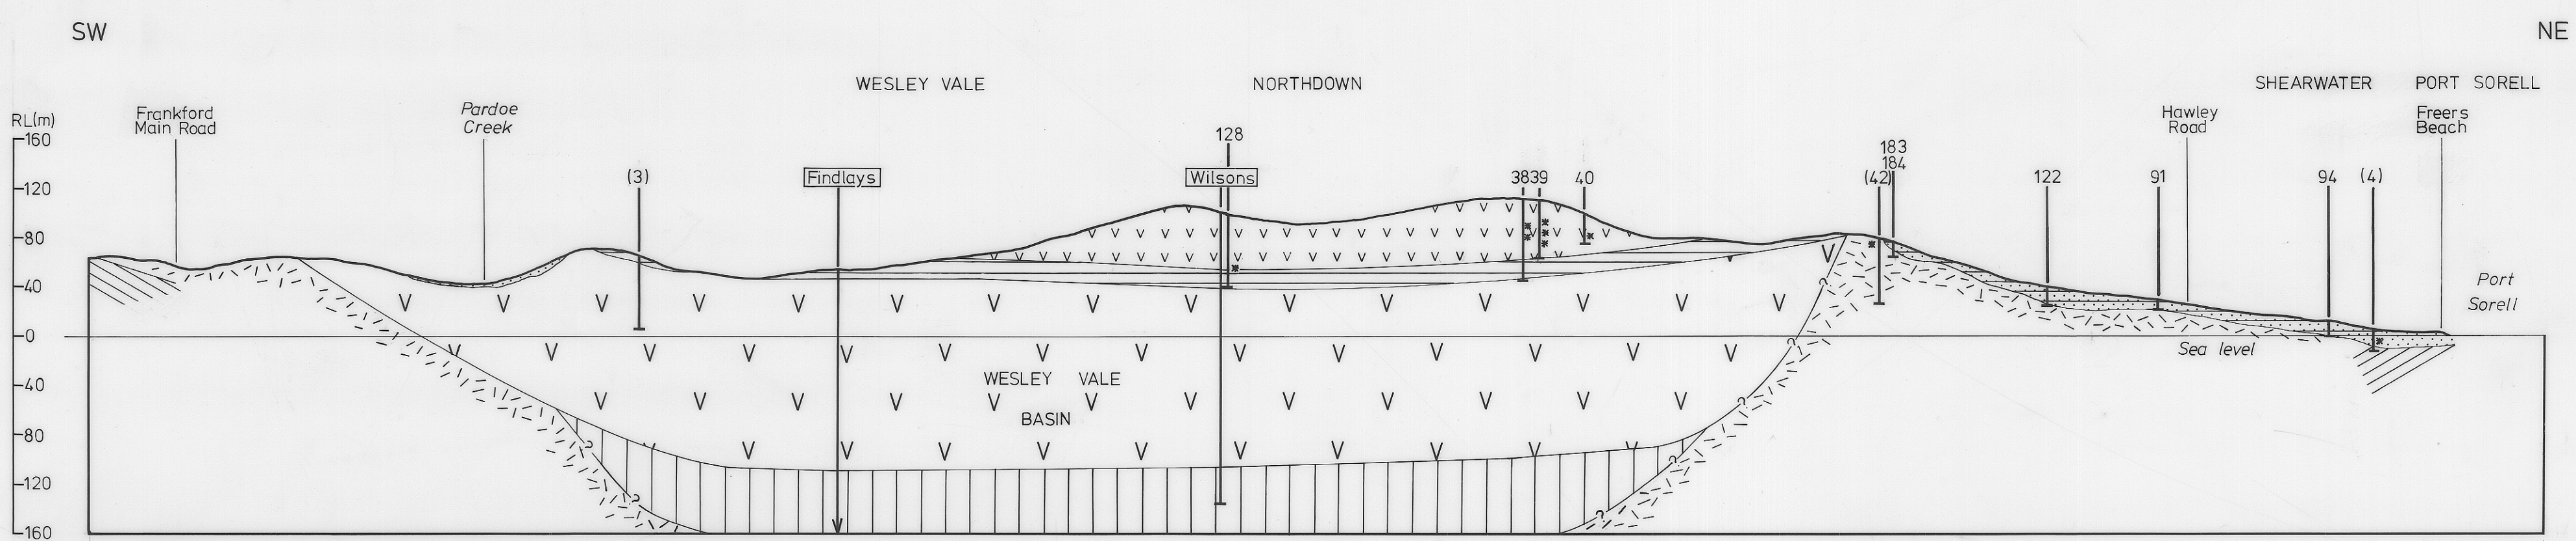 SW
NE
WESLEY VALE
NORTHDOWN
SHEARWATER
PORT SORELL
Frankford
Main Road
Pardoe
Creek
Hawley
Road
Freers
Beach
RL(m)
160
120
80
40
0
40
80
120
160
(3)
Findlays
128
Wilsons
38 39
40
183
184
(42)
122
91
94
(4)
Port
Sorell
Sea level
WESLEY VALE
BASIN
?
?
?
?
?
?
?